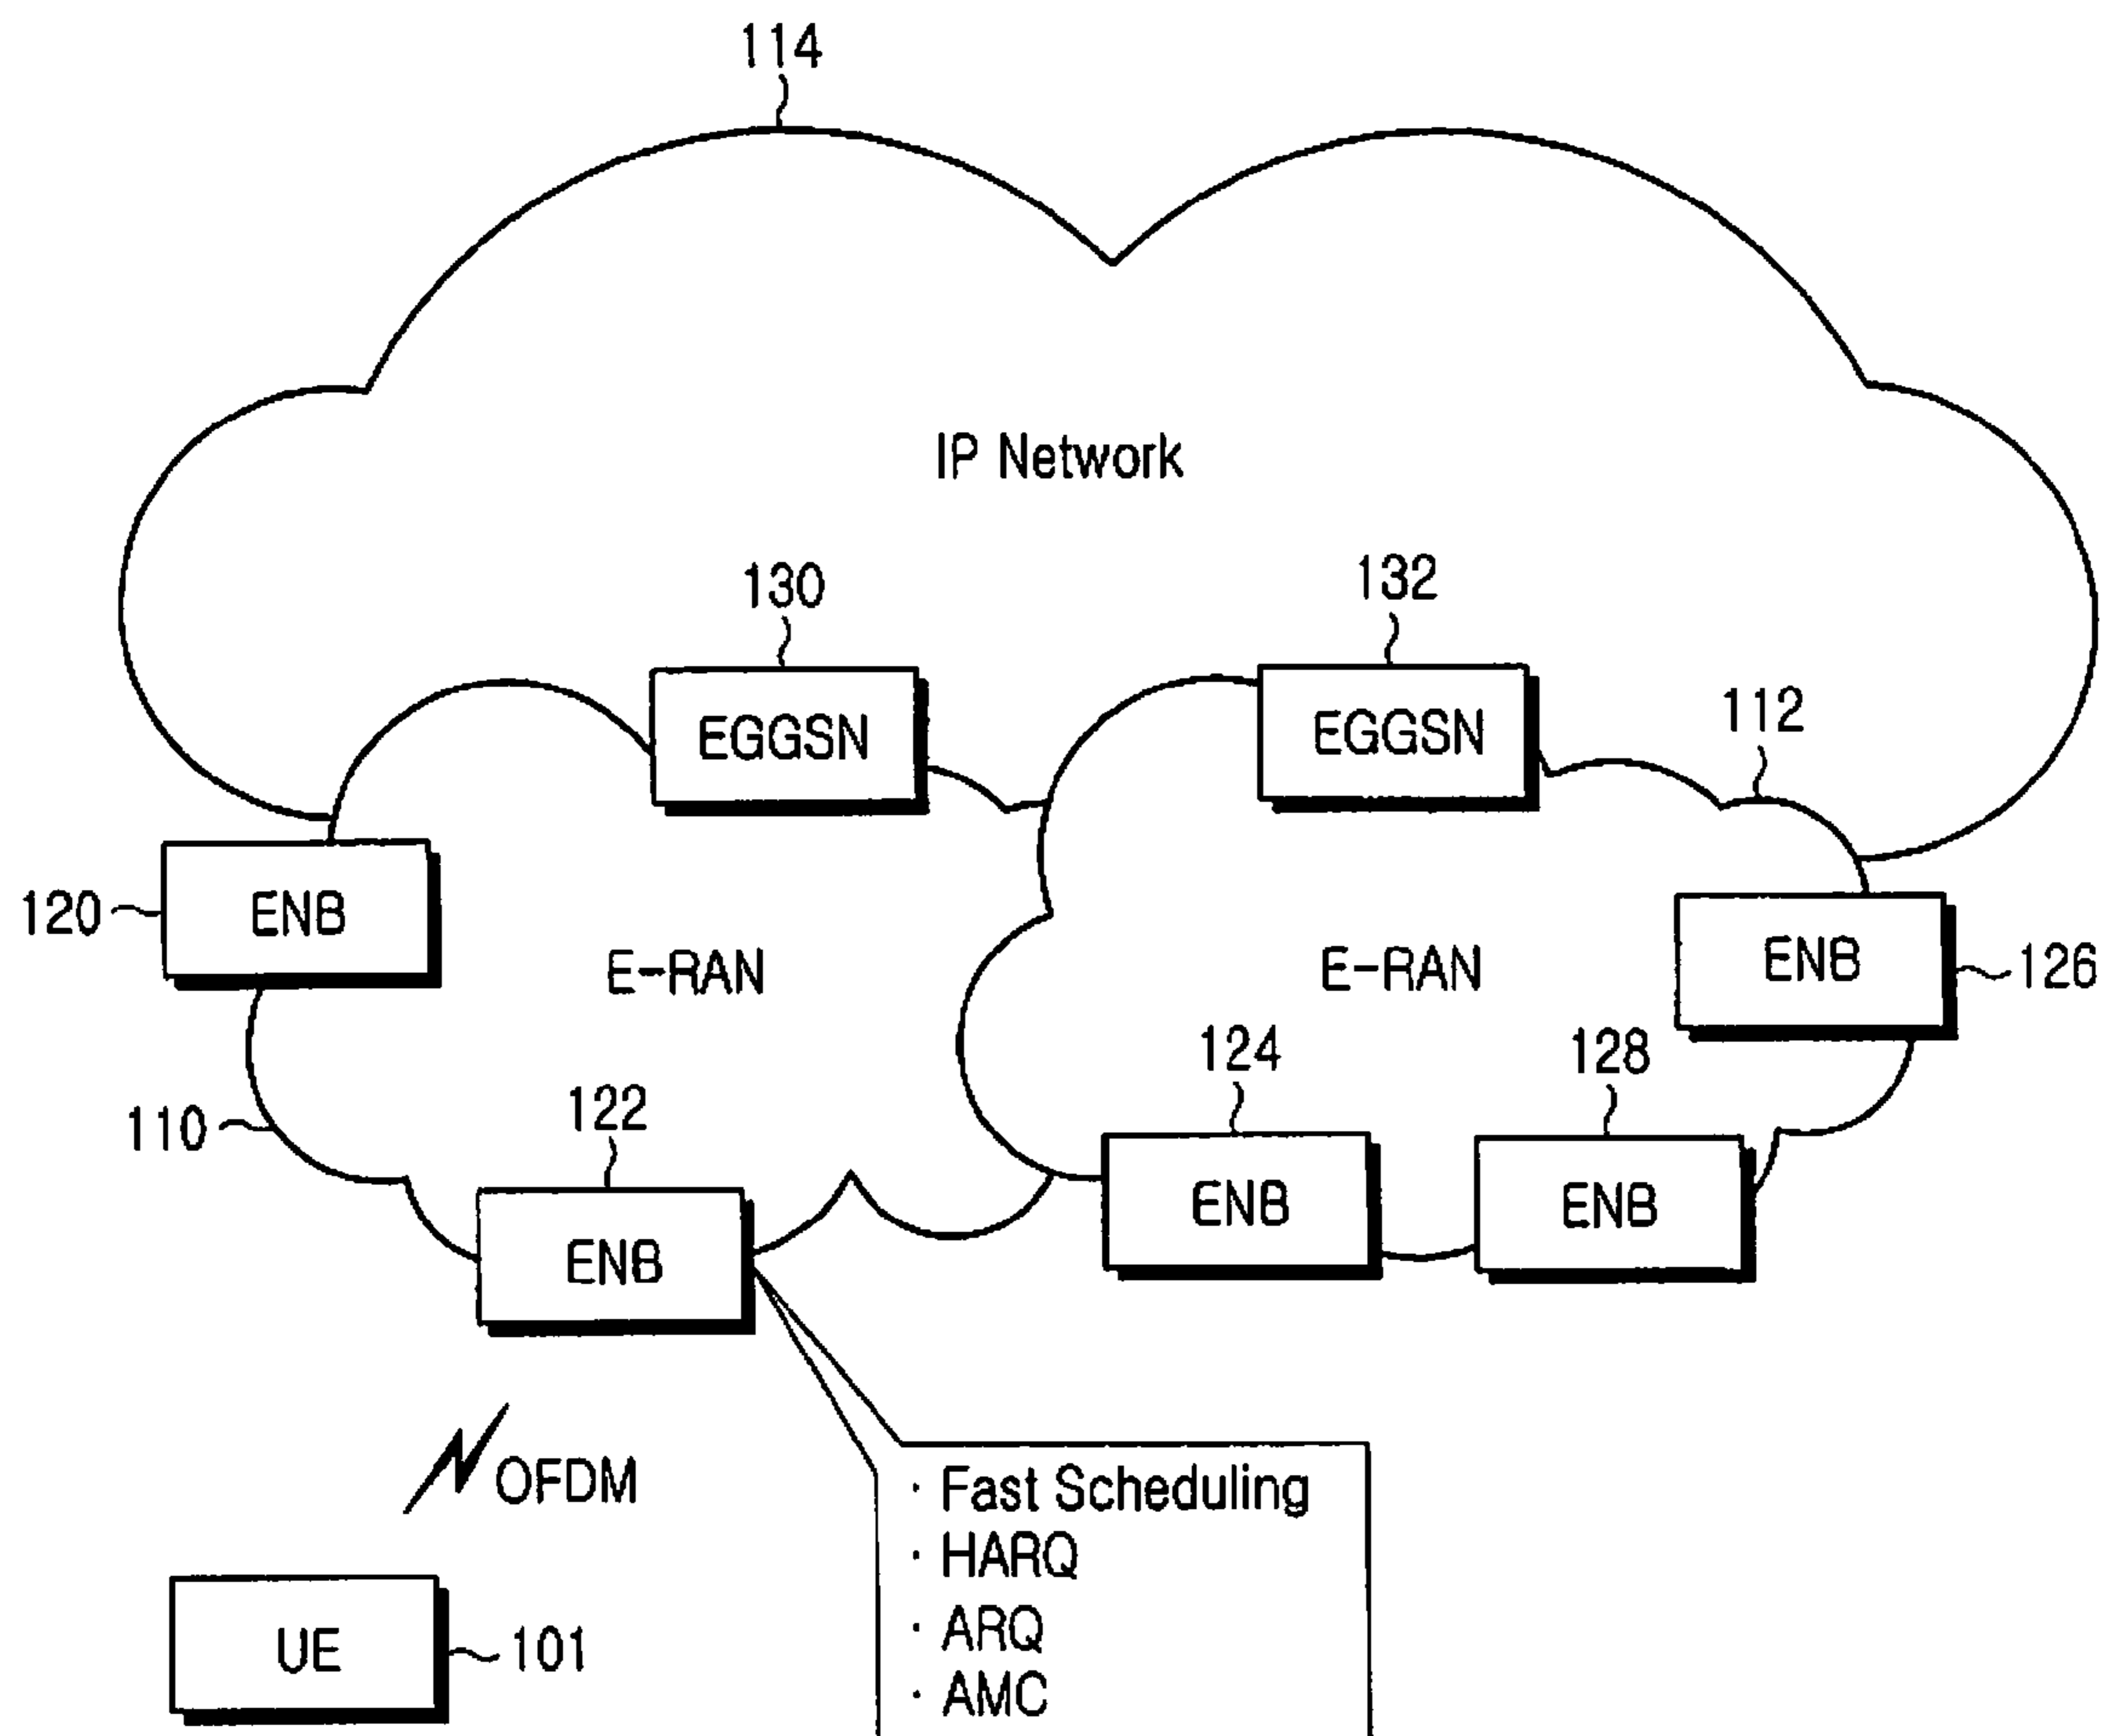 114
IP Network
130
132
112
EGGSN
EGGSN
120
ENB
E-RAN
E-RAN
ENB
126
124
128
110
122
ENB
ENB
ENB
OFDM
· Fast Scheduling
· HARQ
· ARQ
· AMC
UE
101